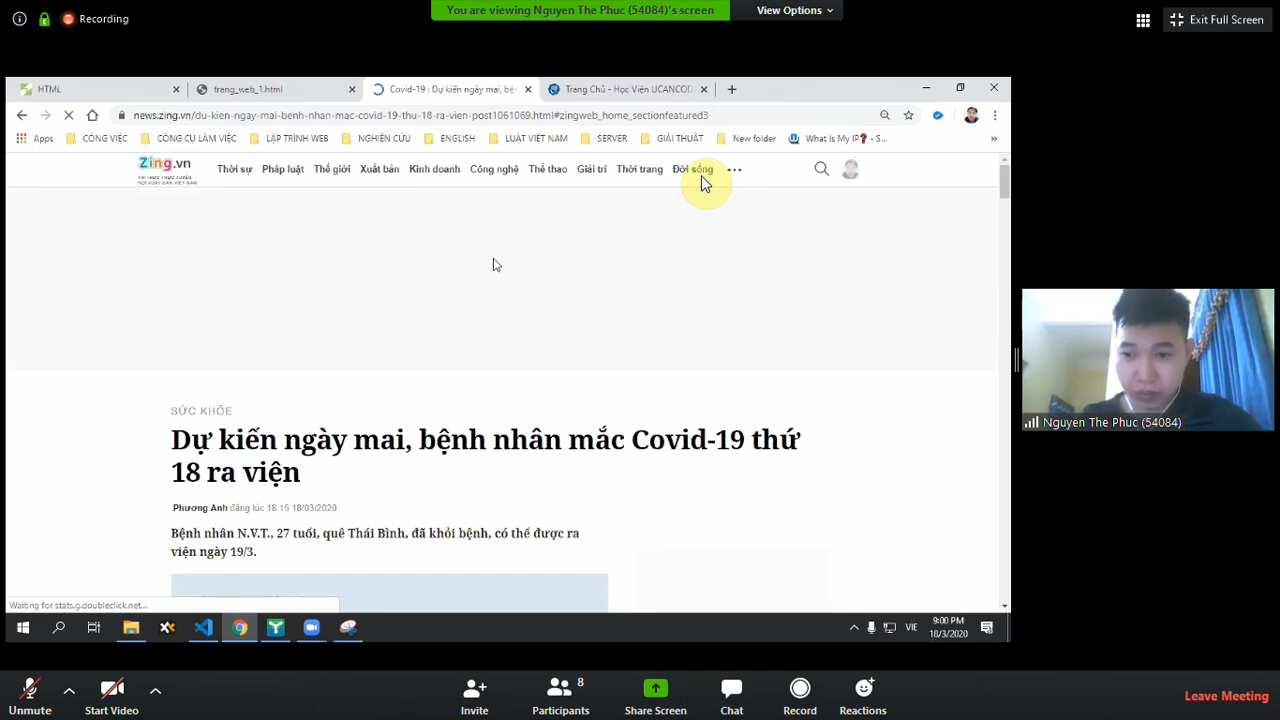 Recording
You are viewing Nguyen The Phuc (54084)'s screen
View Options
Exit Full Screen
HTML
trang_web_1.html
Covid-19 : Dự kiến ngày mai, bệ
Trang Chủ - Học Viện UCANCOD
news.zing.vn/du-kien-ngay-mai-benh-nhan-mac-covid-19-thu-18-ra-vien-post1061069.html#zingweb_home_sectionfeatured3
Apps
CÔNG VIỆC
CÔNG CỤ LÀM VIỆC
LẬP TRÌNH WEB
NGHIÊN CỨU
ENGLISH
LUẬT VIỆT NAM
SERVER
GIẢI THUẬT
New folder
What Is My IP? - S...
Zing.vn
Thời sự
Pháp luật
Thế giới
Xuất bản
Kinh doanh
Công nghệ
Thể thao
Giải trí
Thời trang
Đời sống
SỨC KHỎE
Dự kiến ngày mai, bệnh nhân mắc Covid-19 thứ
18 ra viện
Phương Anh đăng lúc 18:15 18/03/2020
Bệnh nhân N.V.T., 27 tuổi, quê Thái Bình, đã khỏi bệnh, có thể được ra
viện ngày 19/3.
Waiting for stats.g.doubleclick.net...
VIE
9:00 PM
18/3/2020
Nguyen The Phuc (54084)
Unmute
Start Video
Invite
Participants
8
Share Screen
Chat
Record
Reactions
Leave Meeting